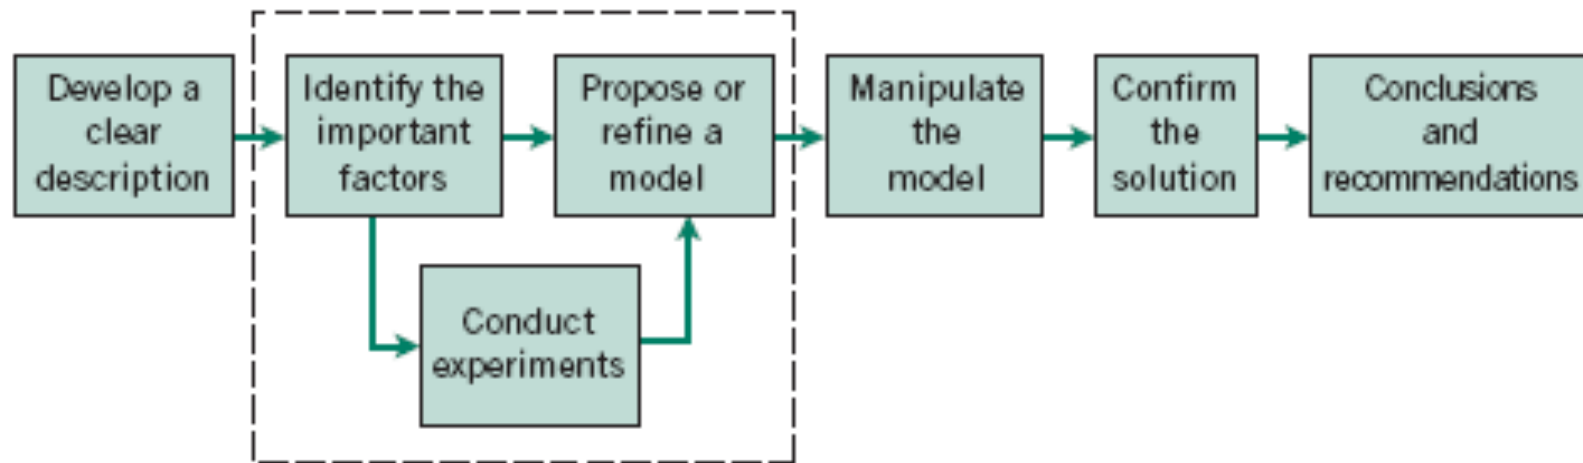 Develop a
clear
description
Identify the
important
factors
Propose or
refine a
model
Manipulate
the
model
Confirm
the
solution
Conclusions
and
recommendations
Conduct
experiments